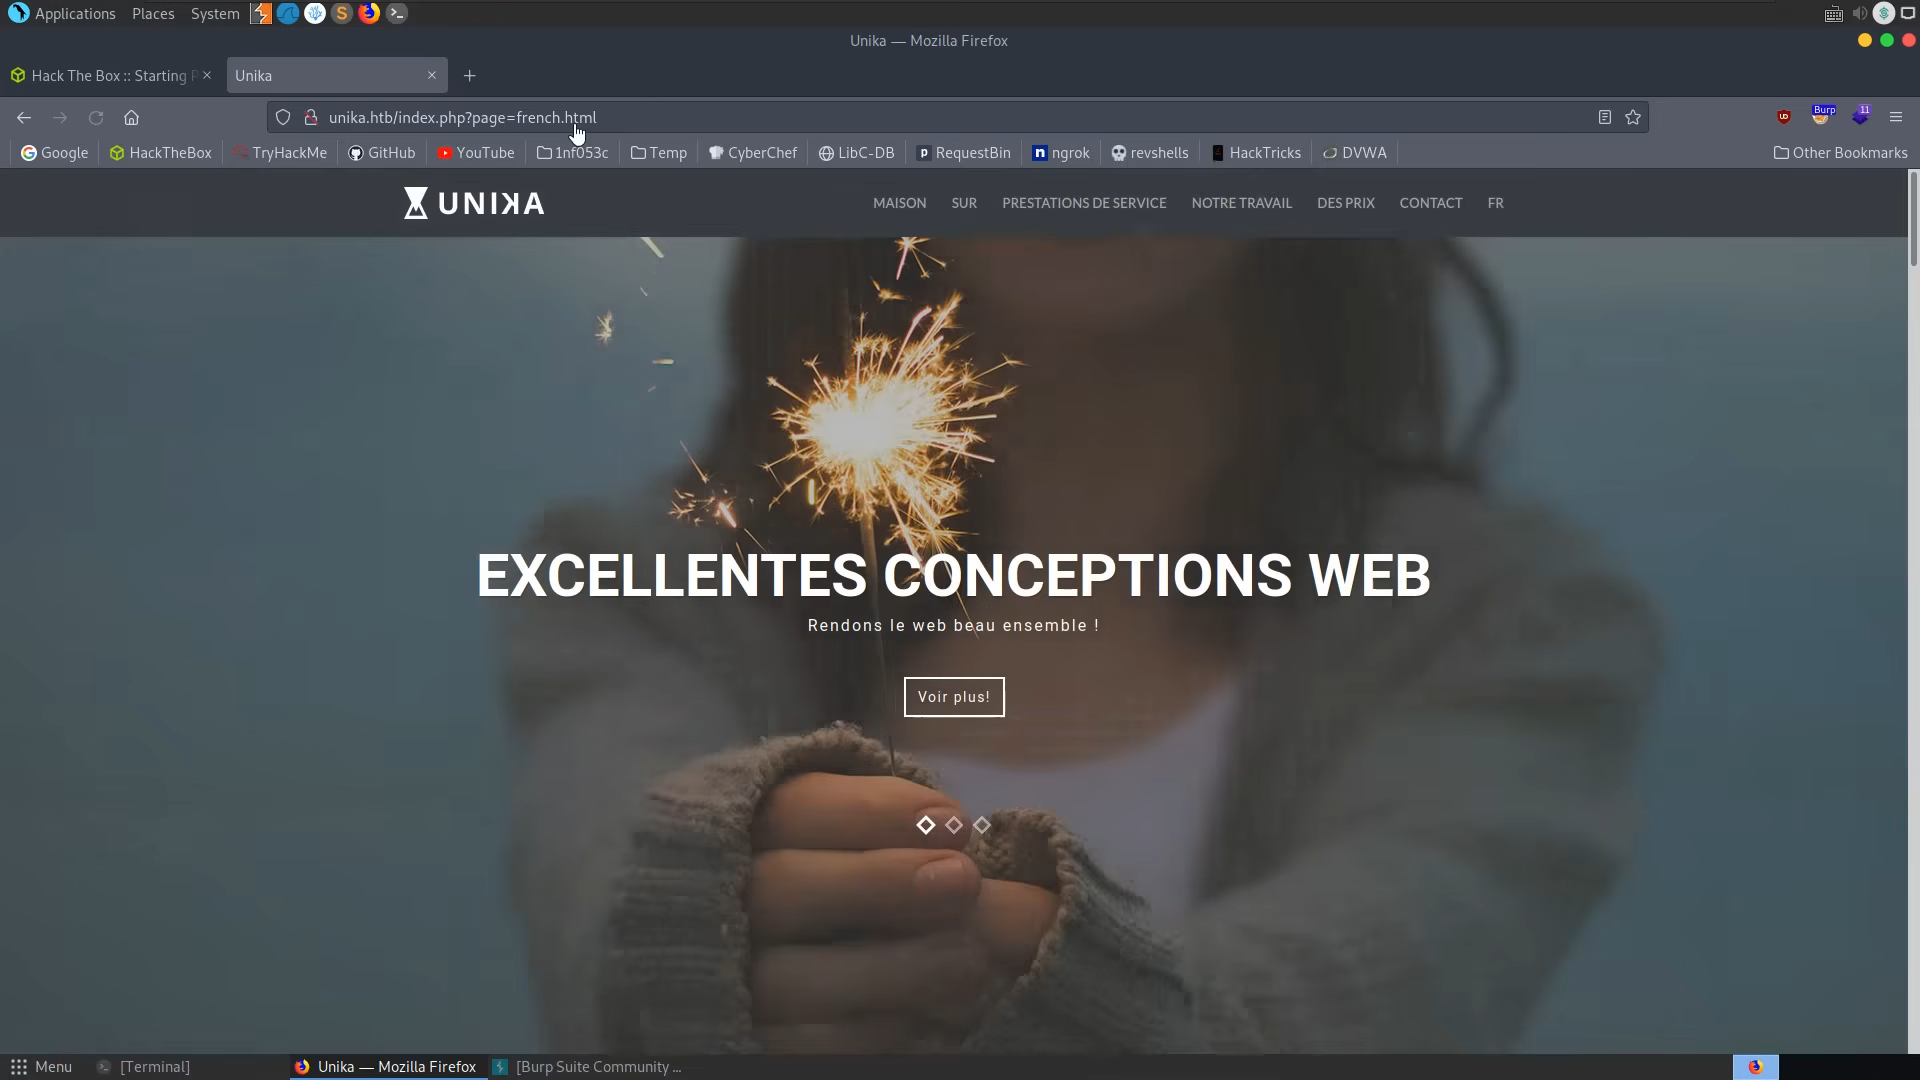 Applications Places System
Unika — Mozilla Firefox
Hack The Box :: Starting P
Unika
unika.htb/index.php?page=french.html
Burp 11
Google HackTheBox TryHackMe GitHub YouTube 1nf053c Temp CyberChef LibC-DB RequestBin ngrok revshells HackTricks DVWA Other Bookmarks
UNIKA MAISON SUR PRESTATIONS DE SERVICE NOTRE TRAVAIL DES PRIX CONTACT FR
EXCELLENTES CONCEPTIONS WEB
Rendons le web beau ensemble !
Voir plus!
Menu [Terminal] Unika — Mozilla Firefox [Burp Suite Community ...